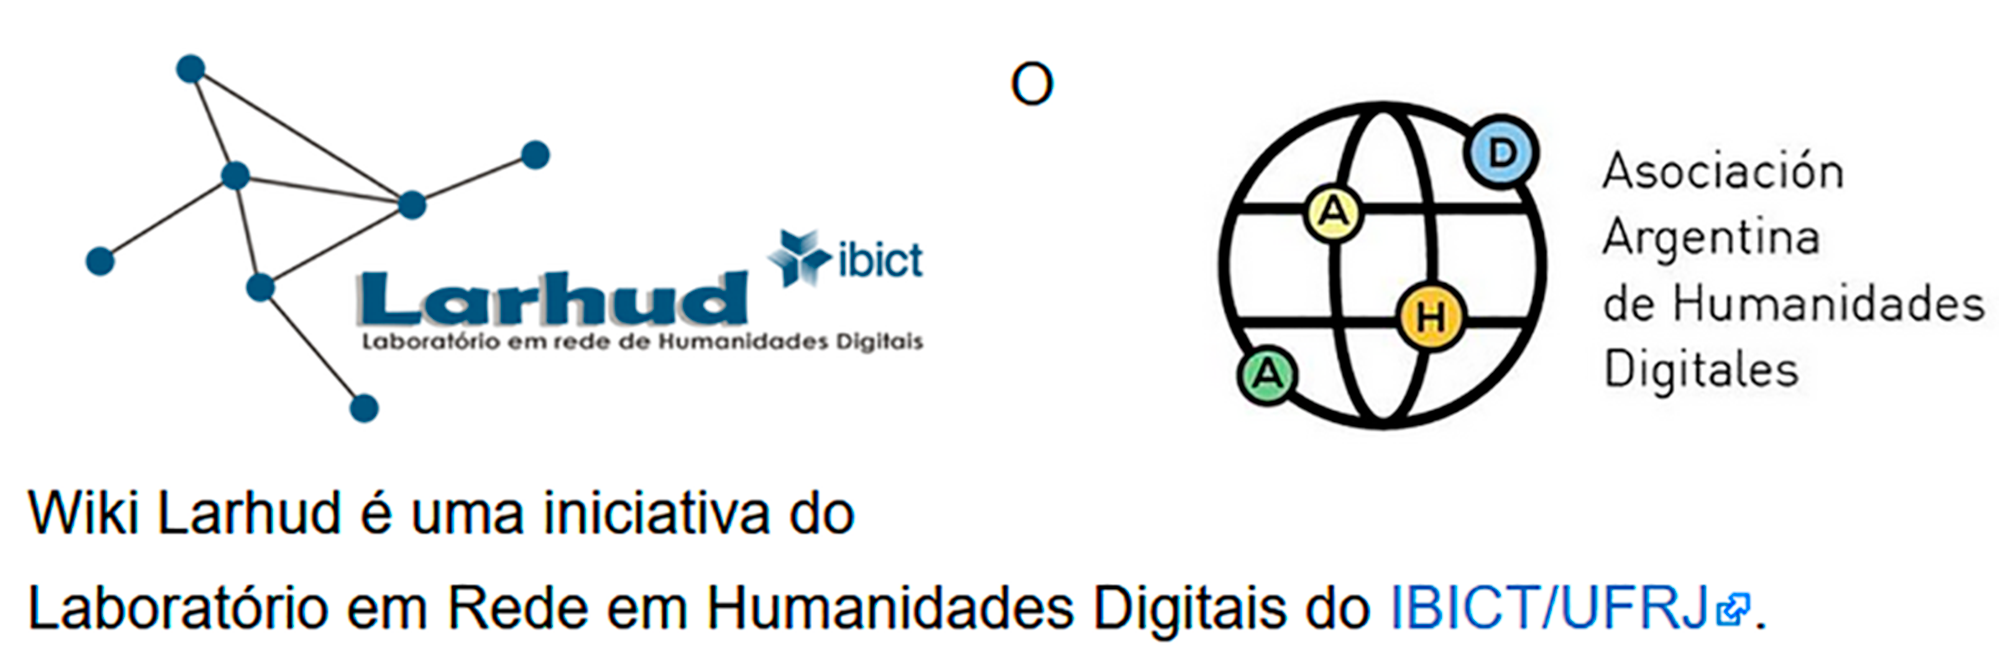 ibict
Larhud
Laboratório em rede de Humanidades Digitais
O
D
A
H
A
Asociación
Argentina
de Humanidades
Digitales
Wiki Larhud é uma iniciativa do
Laboratório em Rede em Humanidades Digitais do IBICT/UFRJ.